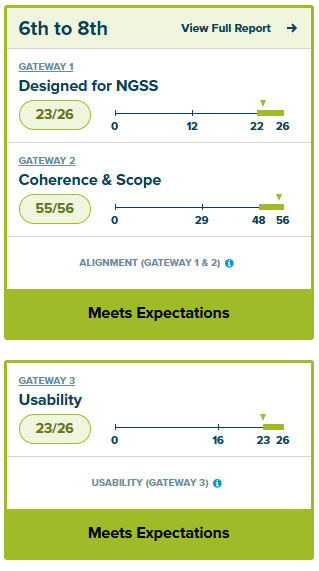 6th to 8th View Full Report →
GATEWAY 1
Designed for NGSS
23/26
0 12 22 26
GATEWAY 2
Coherence & Scope
55/56
0 29 48 56
ALIGNMENT (GATEWAY 1 & 2) i
Meets Expectations
GATEWAY 3
Usability
23/26
0 16 23 26
USABILITY (GATEWAY 3) i
Meets Expectations